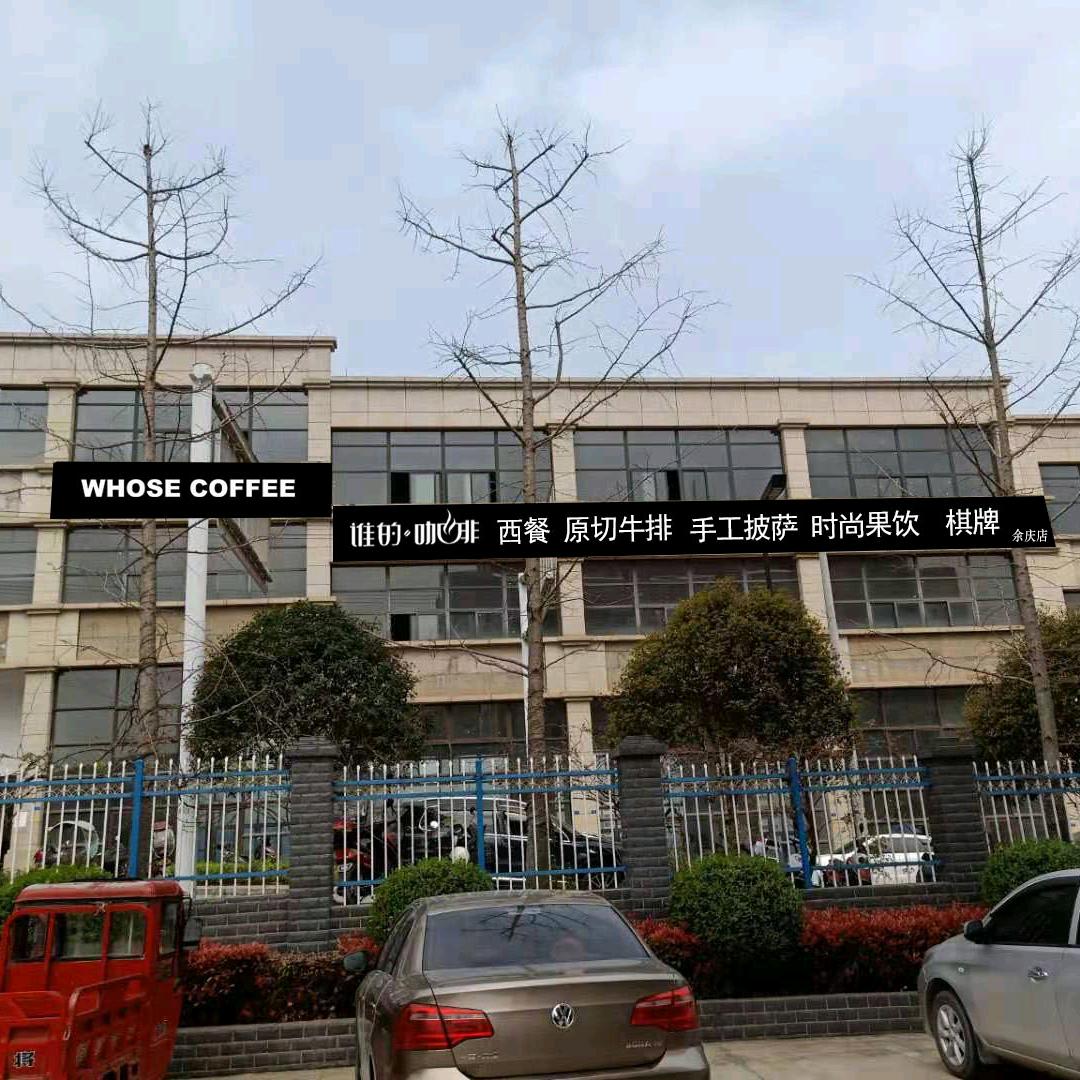 WHOSE COFFEE
谁的·咖啡 西餐 原切牛排 手工披萨 时尚果饮 棋牌 余庆店
将